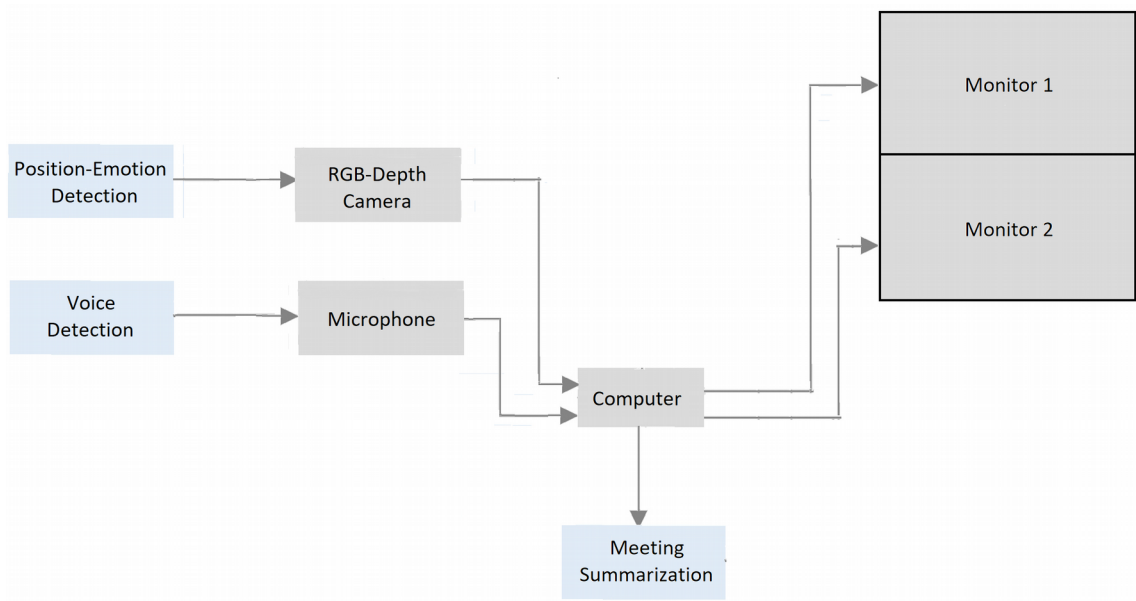 Position-Emotion
Detection
RGB-Depth
Camera
Voice
Detection
Microphone
Computer
Meeting
Summarization
Monitor 1
Monitor 2